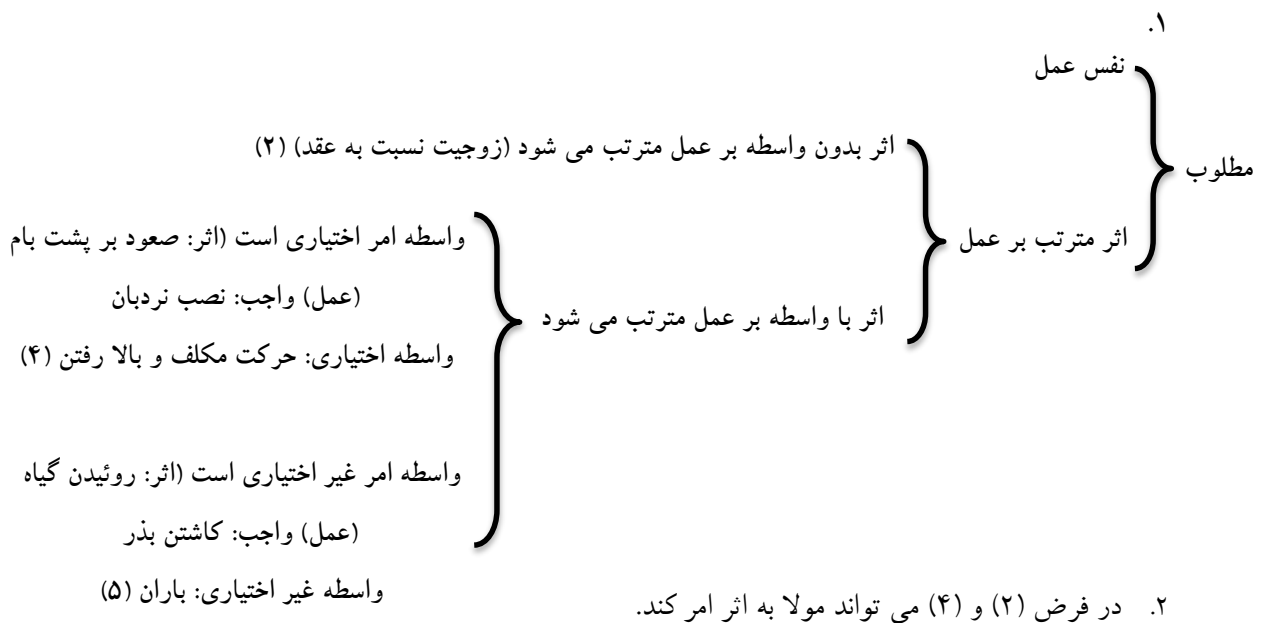 ۱.
نفس عمل
اثر بدون واسطه بر عمل مترتب می شود (زوجیت نسبت به عقد) (۲)
مطلوب
واسطه امر اختیاری است (اثر: صعود بر پشت بام
اثر مترتب بر عمل
(عمل) واجب: نصب نردبان
اثر با واسطه بر عمل مترتب می شود
واسطه اختیاری: حرکت مکلف و بالا رفتن (۴)
واسطه امر غیر اختیاری است (اثر: روئیدن گیاه
(عمل) واجب: کاشتن بذر
واسطه غیر اختیاری: باران (۵)
۲. در فرض (۲) و (۴) می تواند مولا به اثر امر کند.